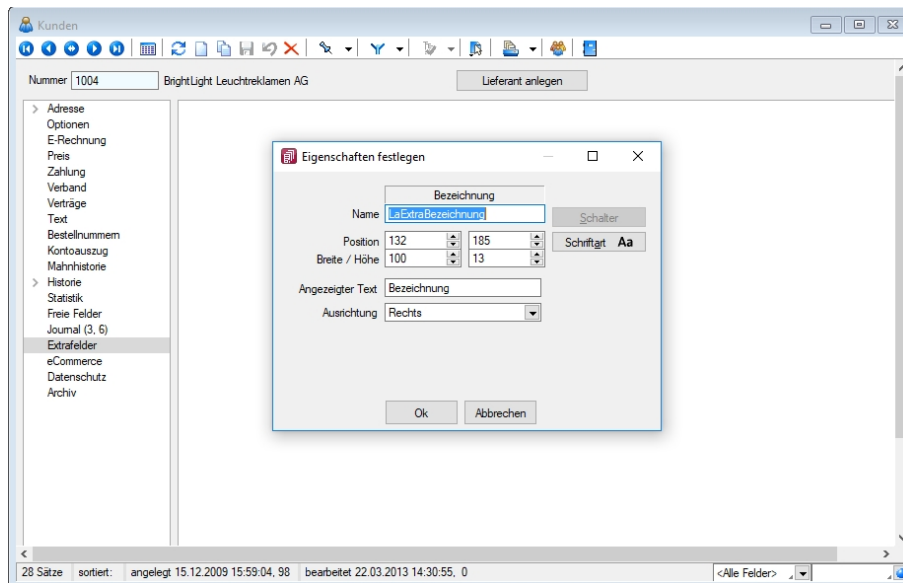 Kunden
Nummer 1004 BrightLight Leuchtreklamen AG Lieferant anlegen
Adresse
Optionen
E-Rechnung
Preis
Zahlung
Verband
Verträge
Text
Bestellnummern
Kontoauszug
Mahnhistorie
Historie
Statistik
Freie Felder
Journal (3, 6)
Extrafelder
eCommerce
Datenschutz
Archiv
Eigenschaften festlegen
Bezeichnung
Name LaExtraBezeichnung Schalter
Position 132 185 Schriftart Aa
Breite / Höhe 100 13
Angezeigter Text Bezeichnung
Ausrichtung Rechts
Ok Abbrechen
28 Sätze sortiert: angelegt 15.12.2009 15:59:04, 98 bearbeitet 22.03.2013 14:30:55, 0 <Alle Felder>